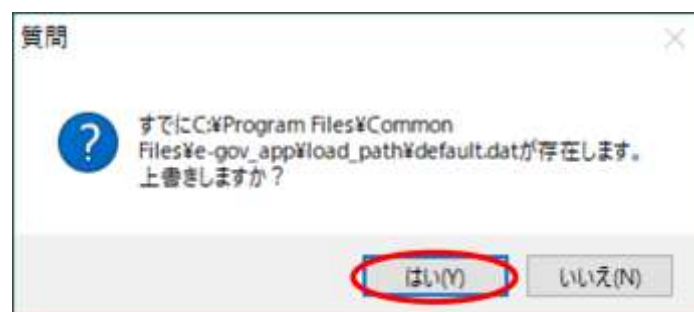 質問
すでにC:¥Program Files¥Common
Files¥e-gov_app¥load_path¥default.datが存在します。
上書きしますか？
はい(Y)
いいえ(N)